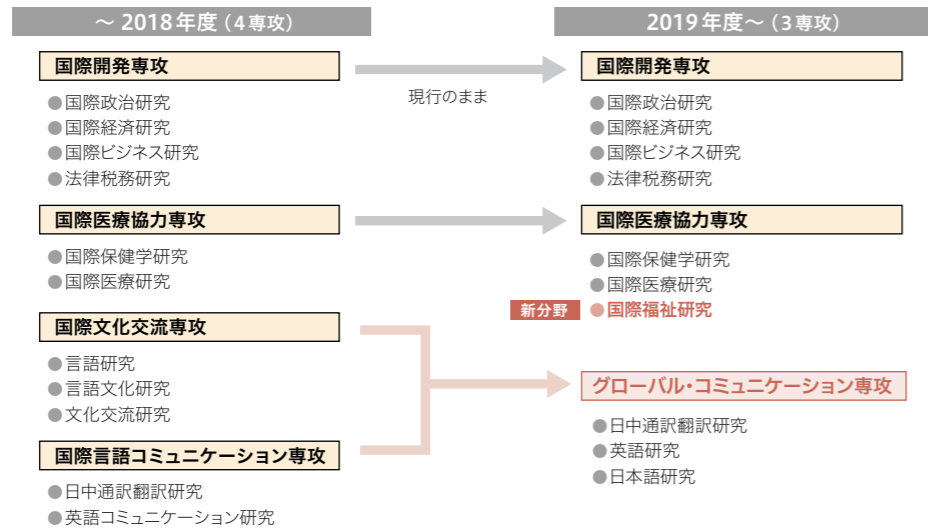 ～ 2018年度（4専攻）
国際開発専攻
●国際政治研究
●国際経済研究
●国際ビジネス研究
●法律税務研究
国際医療協力専攻
●国際保健学研究
●国際医療研究
国際文化交流専攻
●言語研究
●言語文化研究
●文化交流研究
国際言語コミュニケーション専攻
●日中通訳翻訳研究
●英語コミュニケーション研究
現行のまま
2019年度～（3専攻）
国際開発専攻
●国際政治研究
●国際経済研究
●国際ビジネス研究
●法律税務研究
国際医療協力専攻
●国際保健学研究
●国際医療研究
新分野 ●国際福祉研究
グローバル・コミュニケーション専攻
●日中通訳翻訳研究
●英語研究
●日本語研究